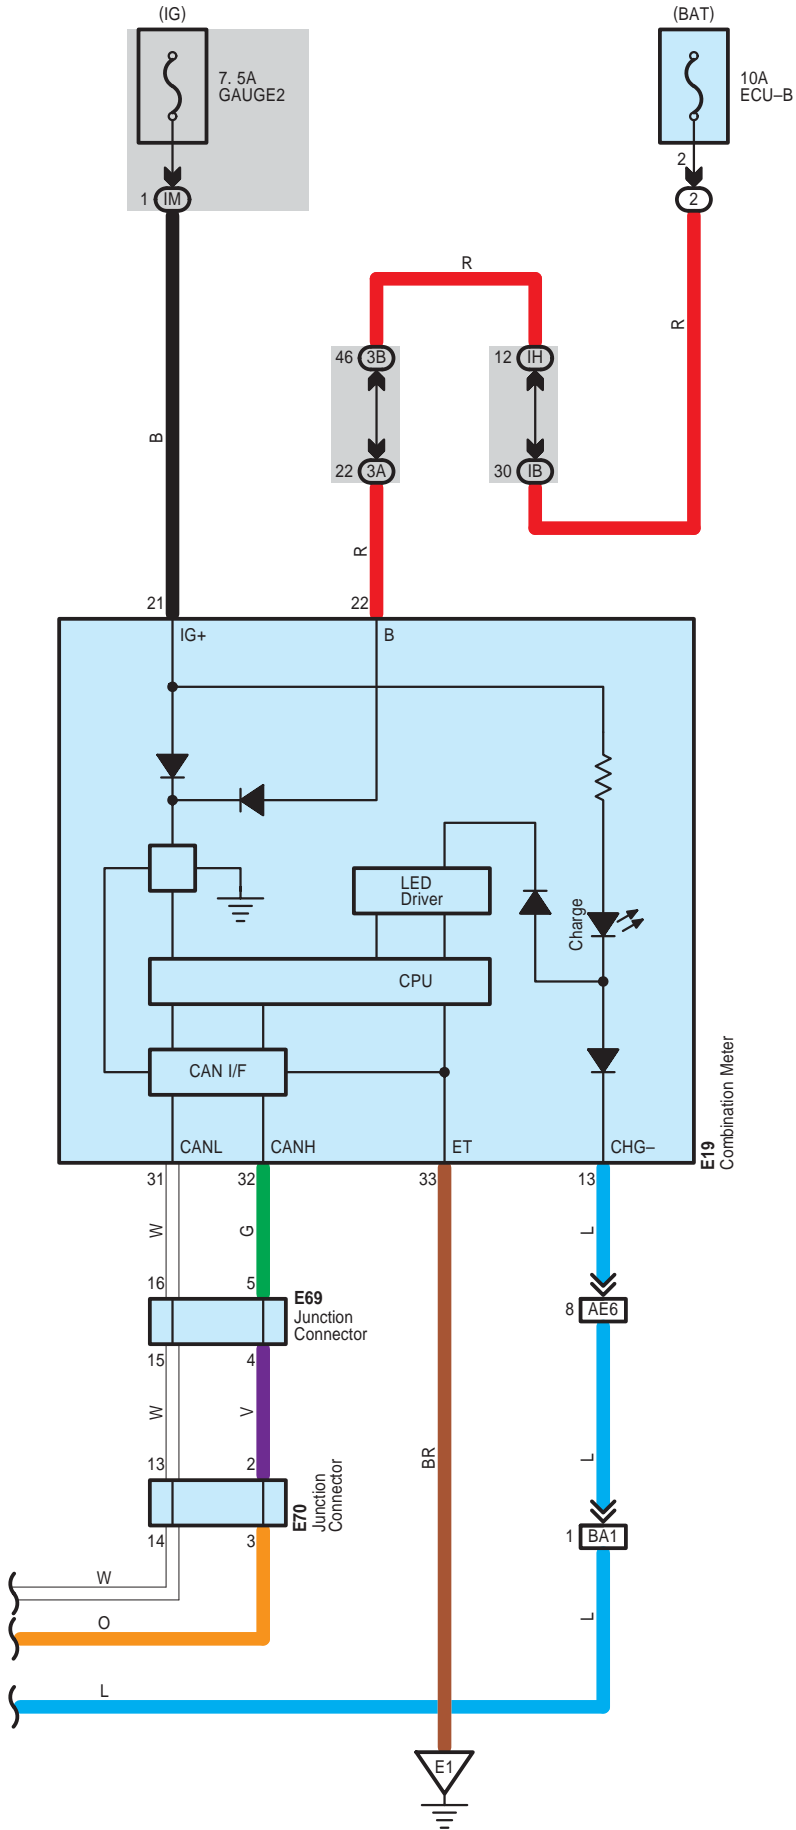 (IG)
(BAT)
7. 5A
GAUGE2
10A
ECU–B
2
1 IM
2
R
R
46 3B
12 IH
B
22 3A
30 IB
R
21
22
IG+
B
LED
Driver
Charge
CPU
CAN I/F
E19
Combination Meter
CANL
CANH
ET
CHG–
31
32
33
13
W
G
L
16
5
E69
Junction
Connector
8 AE6
15
4
W
V
BR
L
13
2
E70
Junction
Connector
14
3
1 BA1
W
O
L
L
E1